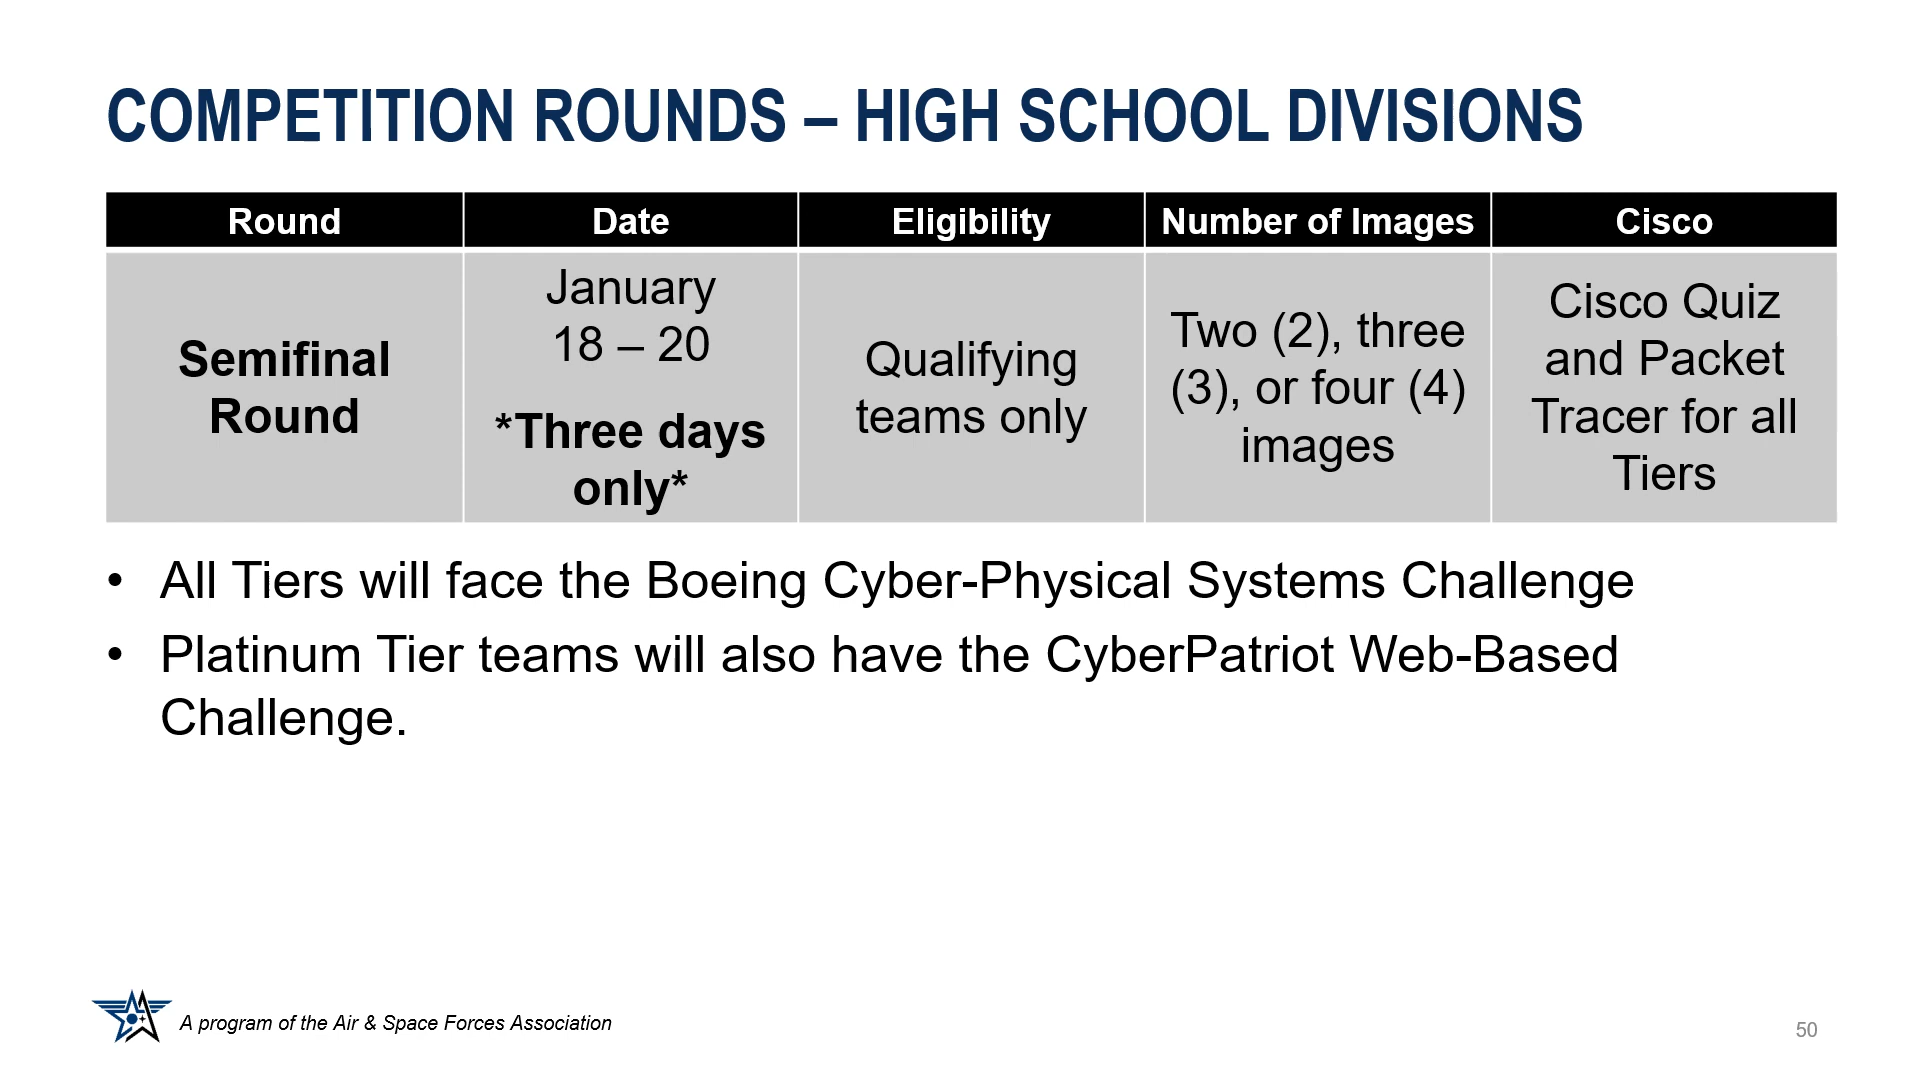 COMPETITION ROUNDS – HIGH SCHOOL DIVISIONS
Round
Date
Eligibility
Number of Images
Cisco
Semifinal
Round
January
18 – 20
*Three days
only*
Qualifying
teams only
Two (2), three
(3), or four (4)
images
Cisco Quiz
and Packet
Tracer for all
Tiers
• All Tiers will face the Boeing Cyber-Physical Systems Challenge
• Platinum Tier teams will also have the CyberPatriot Web-Based
Challenge.
A program of the Air & Space Forces Association
50